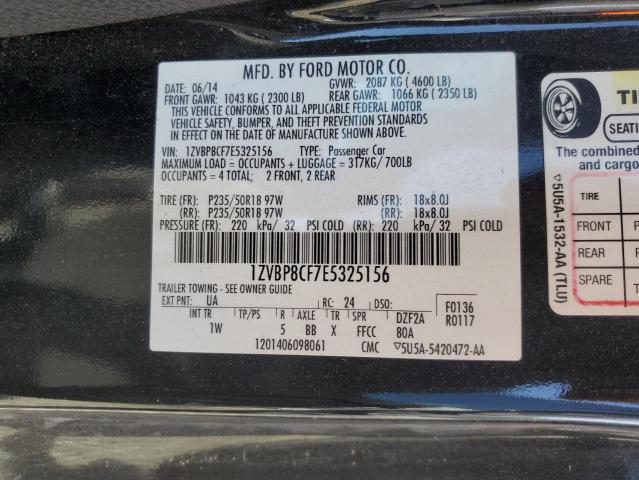 MFD. BY FORD MOTOR CO.
DATE: 06/14 GVWR: 2087 KG ( 4600 LB)
FRONT GAWR: 1043 KG ( 2300 LB) REAR GAWR: 1066 KG ( 2350 LB)
THIS VEHICLE CONFORMS TO ALL APPLICABLE FEDERAL MOTOR
VEHICLE SAFETY, BUMPER, AND THEFT PREVENTION STANDARDS
IN EFFECT ON THE DATE OF MANUFACTURE SHOWN ABOVE.
VIN: 1ZVBP8CF7E5325156 TYPE: Passenger Car
MAXIMUM LOAD = OCCUPANTS + LUGGAGE = 317KG/ 700LB
OCCUPANTS = 4 TOTAL; 2 FRONT, 2 REAR
TIRE (FR): P235/50R18 97W RIMS (FR): 18x8.0J
(RR): P235/50R18 97W (RR): 18x8.0J
PRESSURE (FR): 220 kPa/ 32 PSI COLD (RR): 220 kPa/ 32 PSI COLD
1ZVBP8CF7E5325156
TRAILER TOWING - SEE OWNER GUIDE
EXT PNT: UA RC: 24 DSO: F0136
INT TR TP/PS R AXLE TR SPR DZF2A R0117
1W 5 BB X FFCC 80A
1201406098061 CMC ▽5U5A-5420472-AA
▽5U5A-1532-AA (TLU)
TI
SEATI
The combined
and cargo
TIRE
FRONT P
REAR P
SPARE